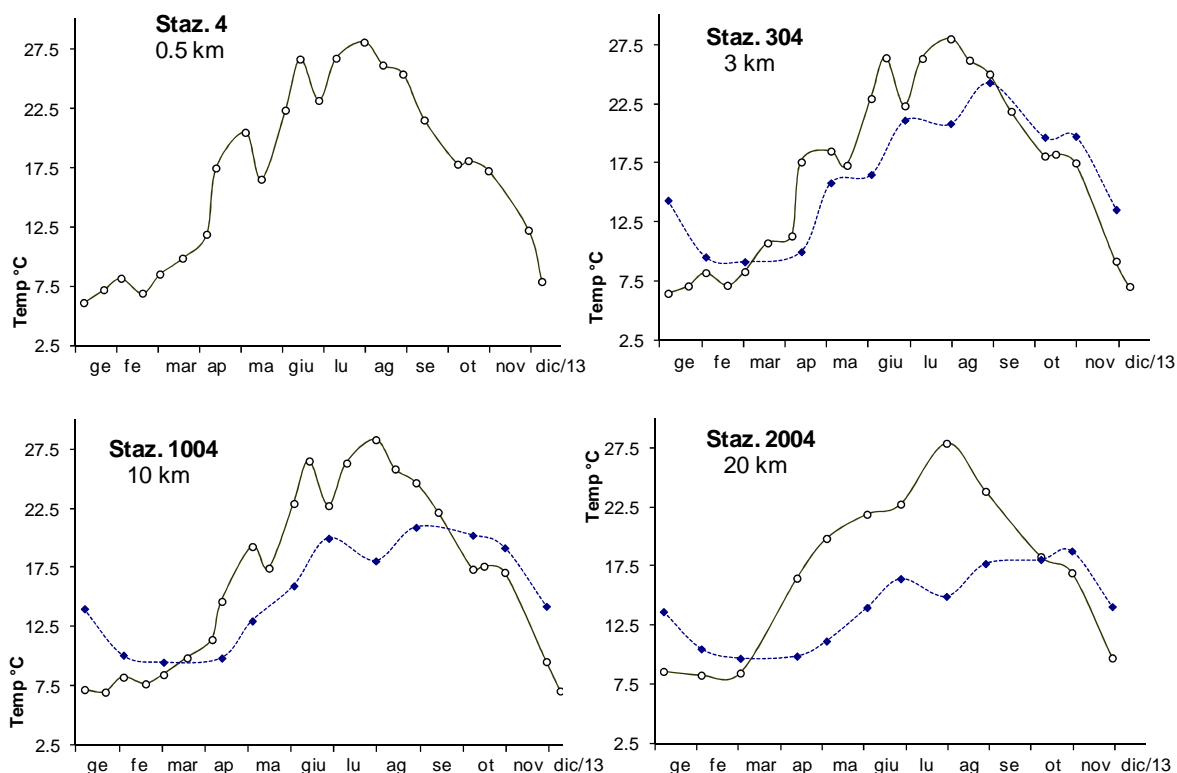 Staz. 4
0.5 km
27.5
22.5
17.5
12.5
7.5
2.5
Temp °C
ge fe mar ap ma giu lu ag se ot nov dic/13
Staz. 304
3 km
27.5
22.5
17.5
12.5
7.5
2.5
Temp °C
ge fe mar ap ma giu lu ag se ot nov dic/13
Staz. 1004
10 km
27.5
22.5
17.5
12.5
7.5
2.5
Temp °C
ge fe mar ap ma giu lu ag se ot nov dic/13
Staz. 2004
20 km
27.5
22.5
17.5
12.5
7.5
2.5
Temp °C
ge fe mar ap ma giu lu ag se ot nov dic/13